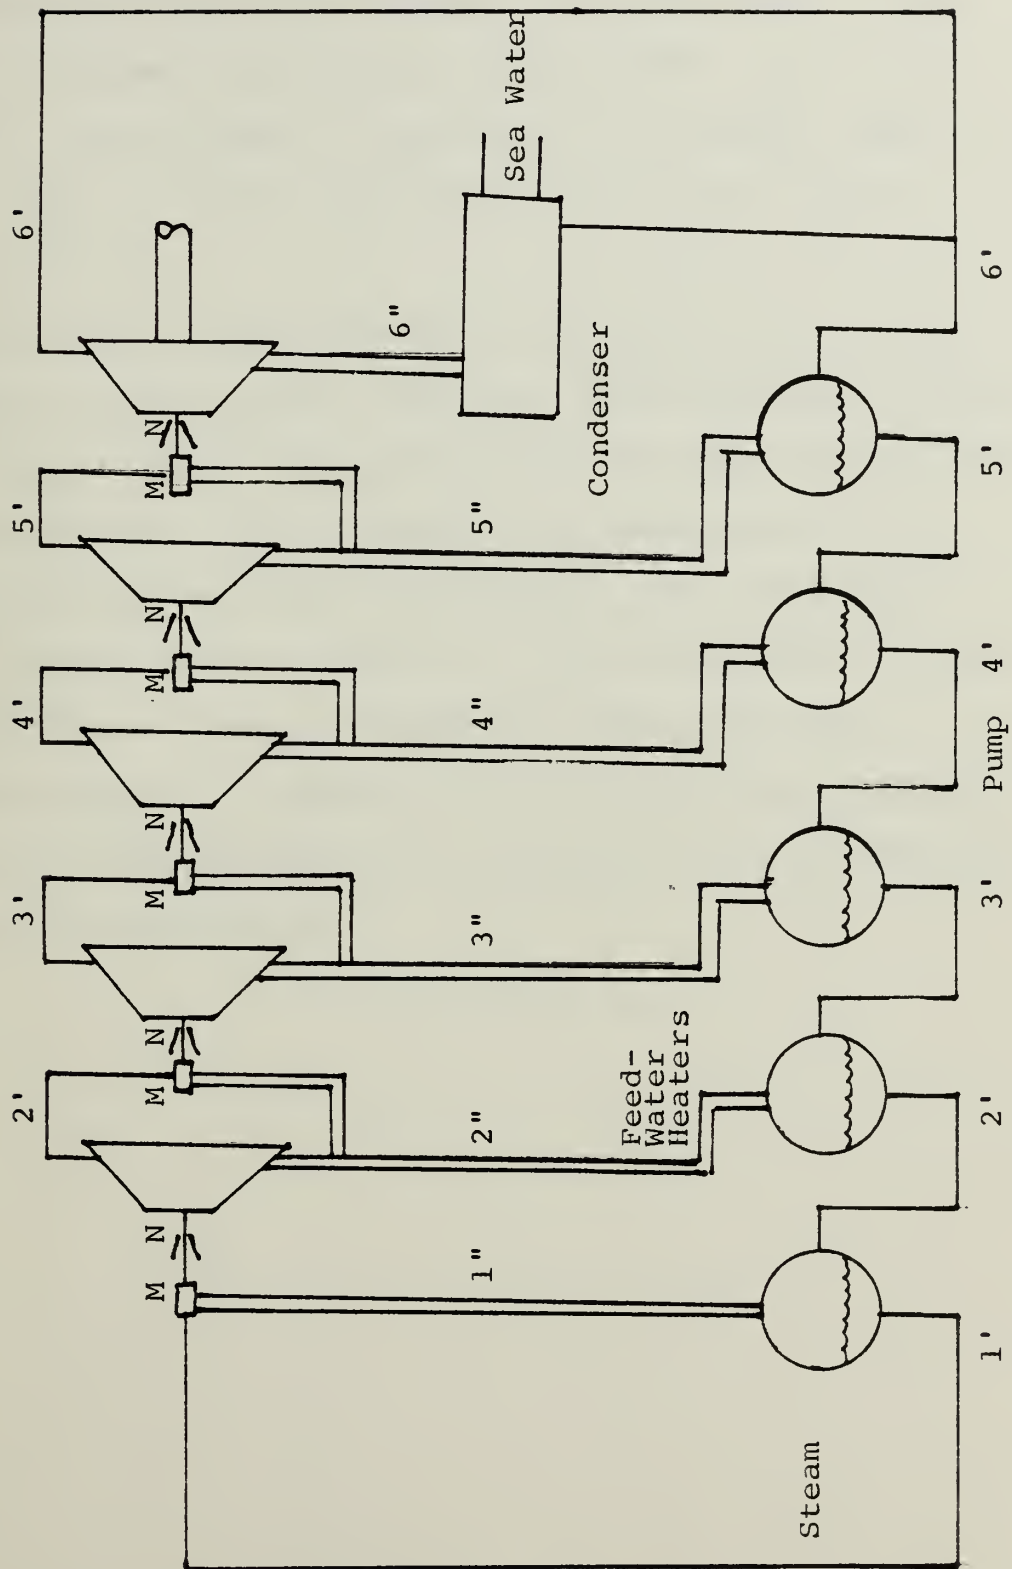 2'
3'
4'
5'
6'
M
N
M
N
M
N
M
N
M
N
1"
2"
3"
4"
5"
6"
Sea Water
Condenser
Feed-
Water
Heaters
Steam
1'
2'
3'
Pump
4'
5'
6'